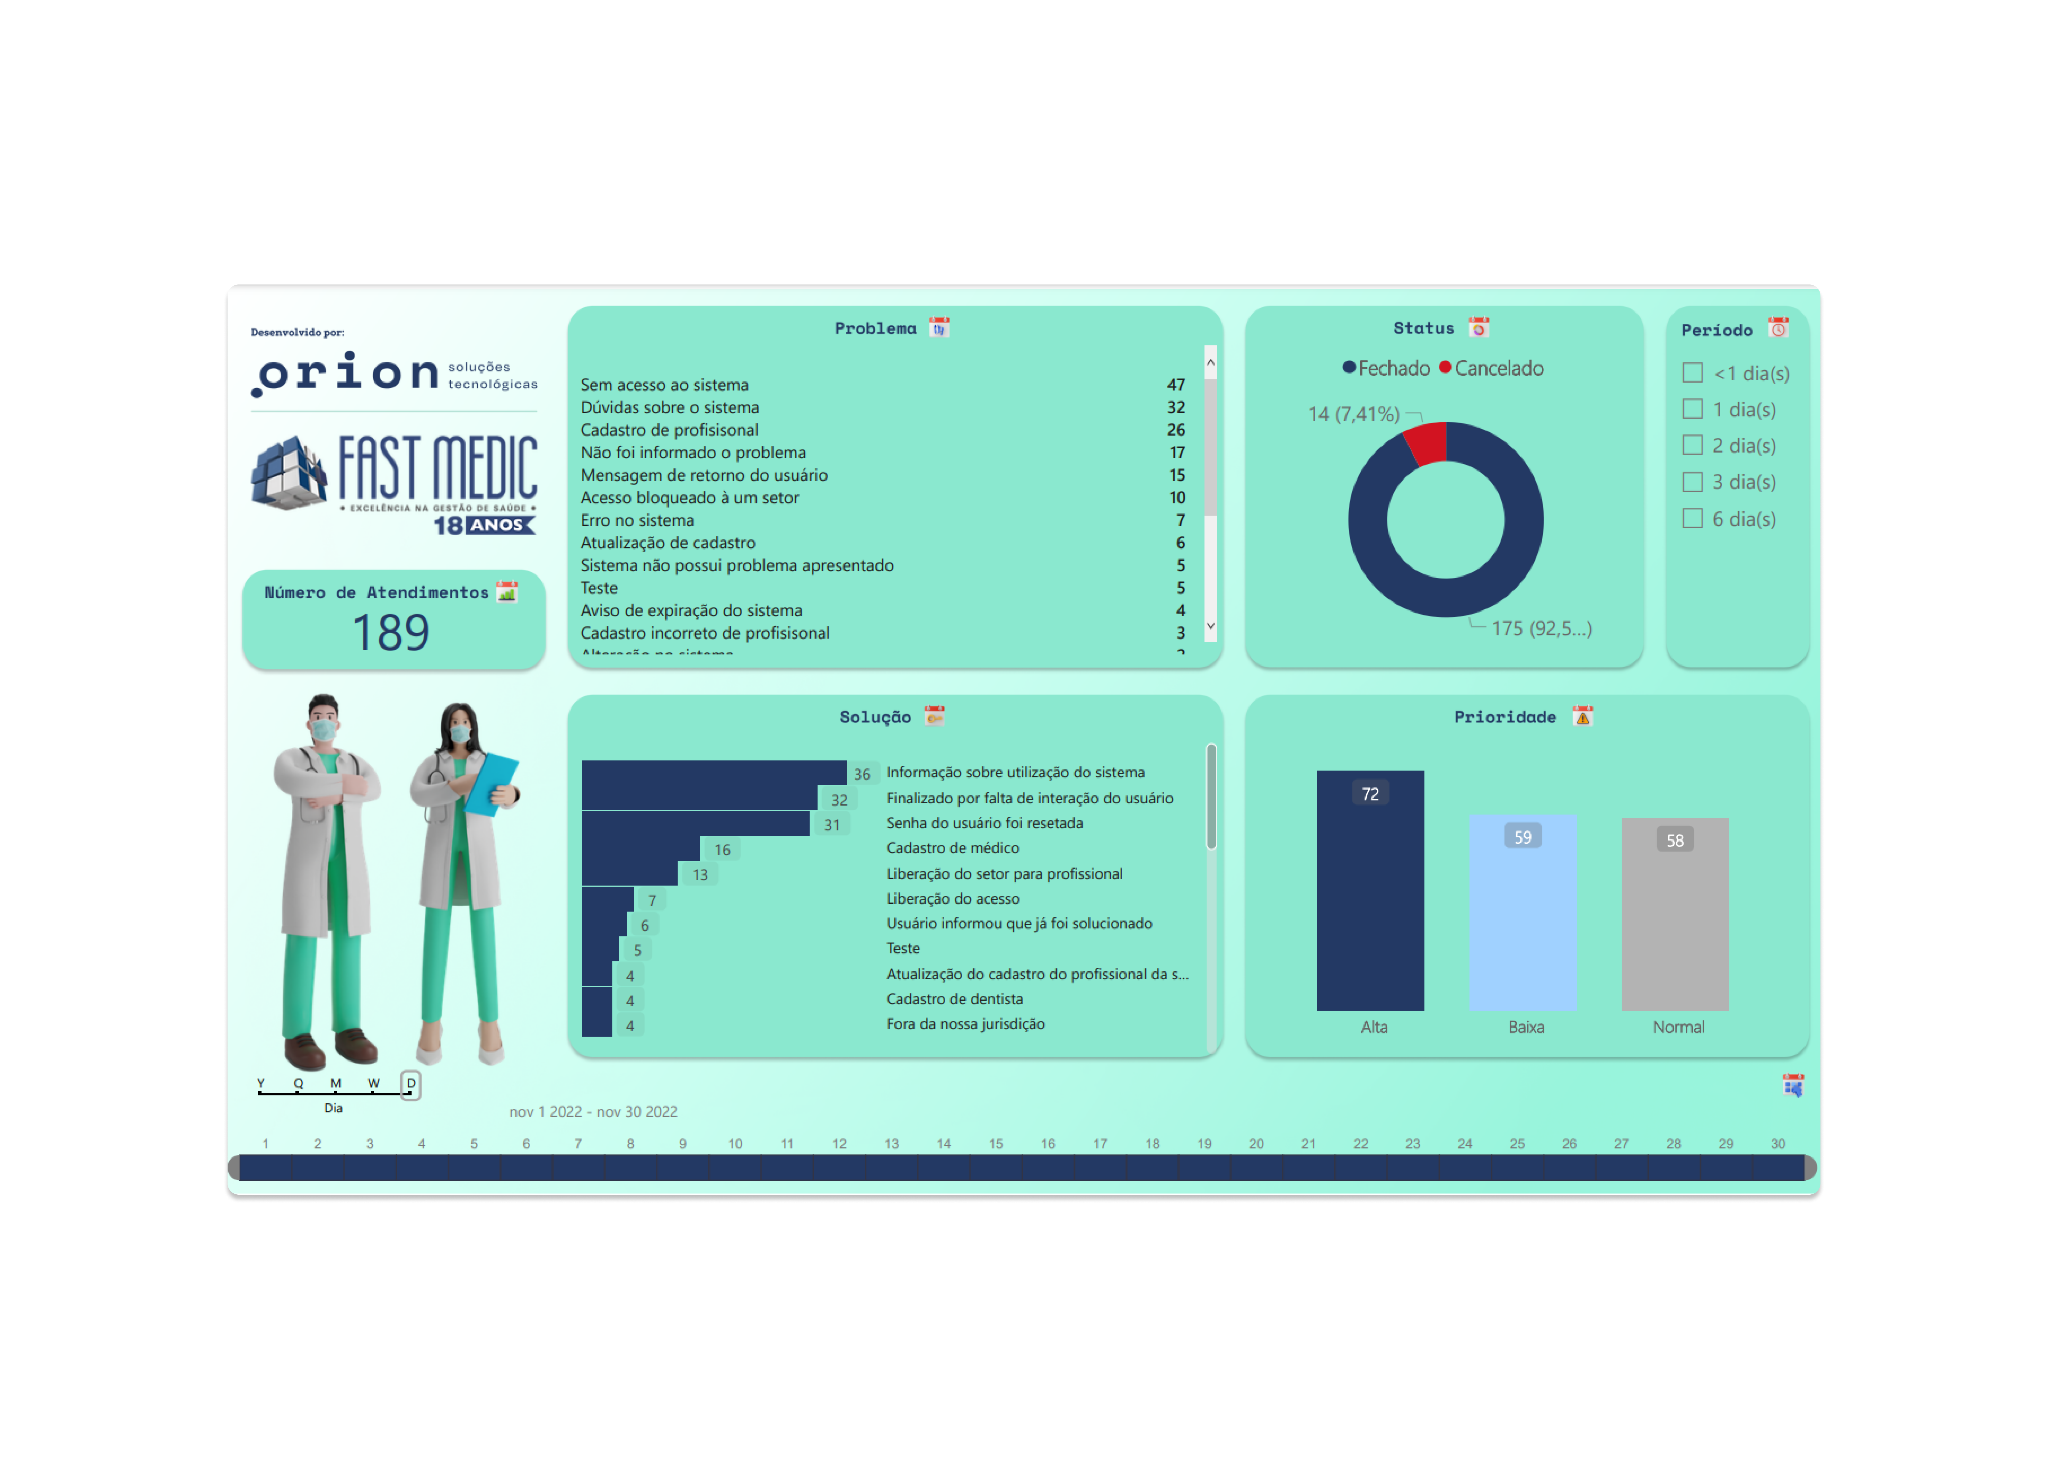 Desenvolvido por:
orion soluções tecnológicas
FAST MEDIC
• EXCELÊNCIA NA GESTÃO DE SAÚDE •
18 ANOS
Número de Atendimentos
189
Problema
Sem acesso ao sistema 47
Dúvidas sobre o sistema 32
Cadastro de profisisonal 26
Não foi informado o problema 17
Mensagem de retorno do usuário 15
Acesso bloqueado à um setor 10
Erro no sistema 7
Atualização de cadastro 6
Sistema não possui problema apresentado 5
Teste 5
Aviso de expiração do sistema 4
Cadastro incorreto de profisisonal 3
Alteração no sistema
Status
Fechado Cancelado
14 (7,41%)
175 (92,5...)
Período
<1 dia(s)
1 dia(s)
2 dia(s)
3 dia(s)
6 dia(s)
Solução
36 Informação sobre utilização do sistema
32 Finalizado por falta de interação do usuário
31 Senha do usuário foi resetada
16 Cadastro de médico
13 Liberação do setor para profissional
7 Liberação do acesso
6 Usuário informou que já foi solucionado
5 Teste
4 Atualização do cadastro do profissional da s...
4 Cadastro de dentista
4 Fora da nossa jurisdição
Prioridade
72 59 58
Alta Baixa Normal
Y Q M W D
Dia
nov 1 2022 - nov 30 2022
1 2 3 4 5 6 7 8 9 10 11 12 13 14 15 16 17 18 19 20 21 22 23 24 25 26 27 28 29 30